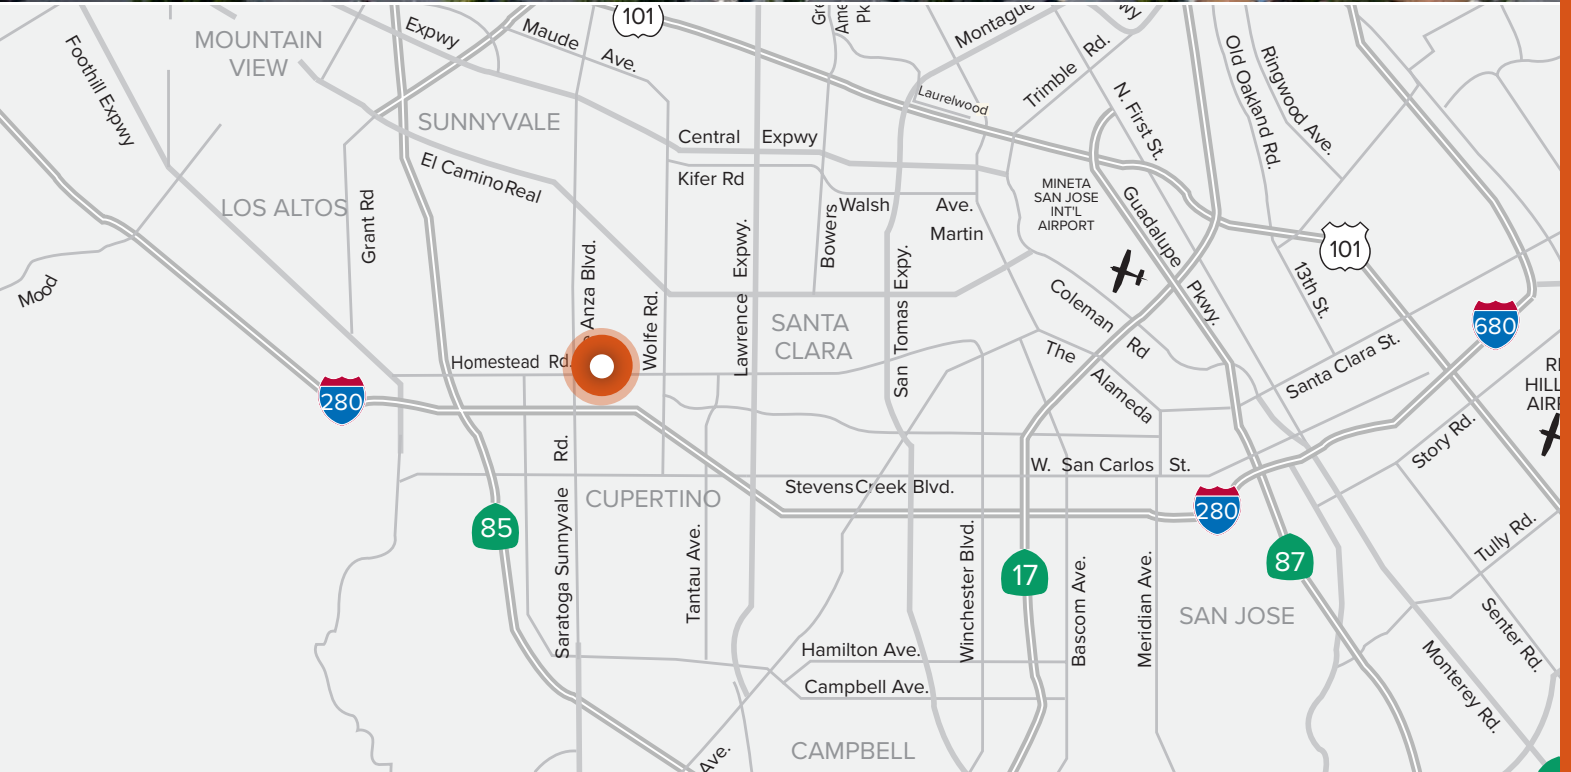 101
Expwy
Maude Ave.
Montague
MOUNTAIN
VIEW
Foothill Expwy
Trimble Rd.
Old Oakland Rd.
Ringwood Ave.
N. First St.
Laurelwood
SUNNYVALE
Central Expwy
El Camino Real
Kifer Rd
LOS ALTOS
Grant Rd
Walsh Ave.
Martin
Bowers
MINETA
SAN JOSE
INT'L
AIRPORT
Guadalupe Pkwy.
101
Mood
Anza Blvd.
Wolfe Rd.
Lawrence Expwy.
San Tomas Expy.
Coleman Rd
13th St.
680
SANTA
CLARA
Homestead Rd.
The Alameda
Santa Clara St.
280
HILL
Story Rd.
Saratoga Sunnyvale Rd.
W. San Carlos St.
Stevens Creek Blvd.
CUPERTINO
280
85
Tantau Ave.
Winchester Blvd.
17
Bascom Ave.
Meridian Ave.
87
Tully Rd.
SAN JOSE
Senter Rd.
Monterey Rd.
Hamilton Ave.
Campbell Ave.
CAMPBELL
Ave.